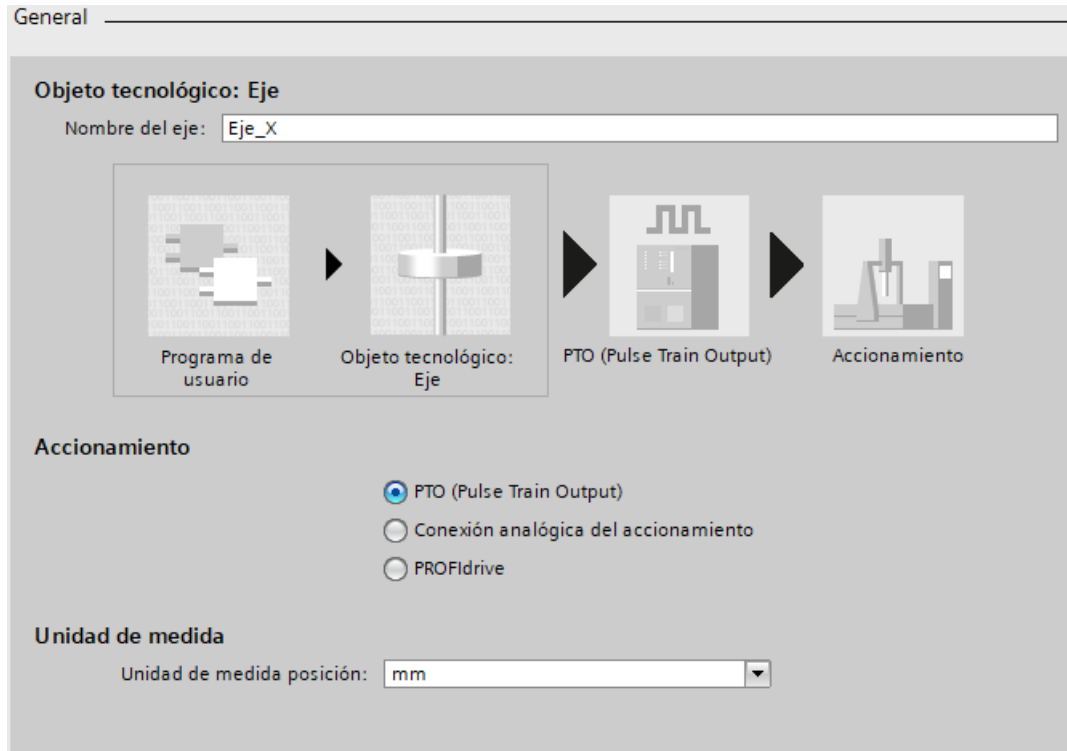 General
Objeto tecnológico: Eje
Nombre del eje: Eje_X
Programa de usuario
Objeto tecnológico: Eje
PTO (Pulse Train Output)
Accionamiento
Accionamiento
PTO (Pulse Train Output)
Conexión analógica del accionamiento
PROFIdrive
Unidad de medida
Unidad de medida posición: mm